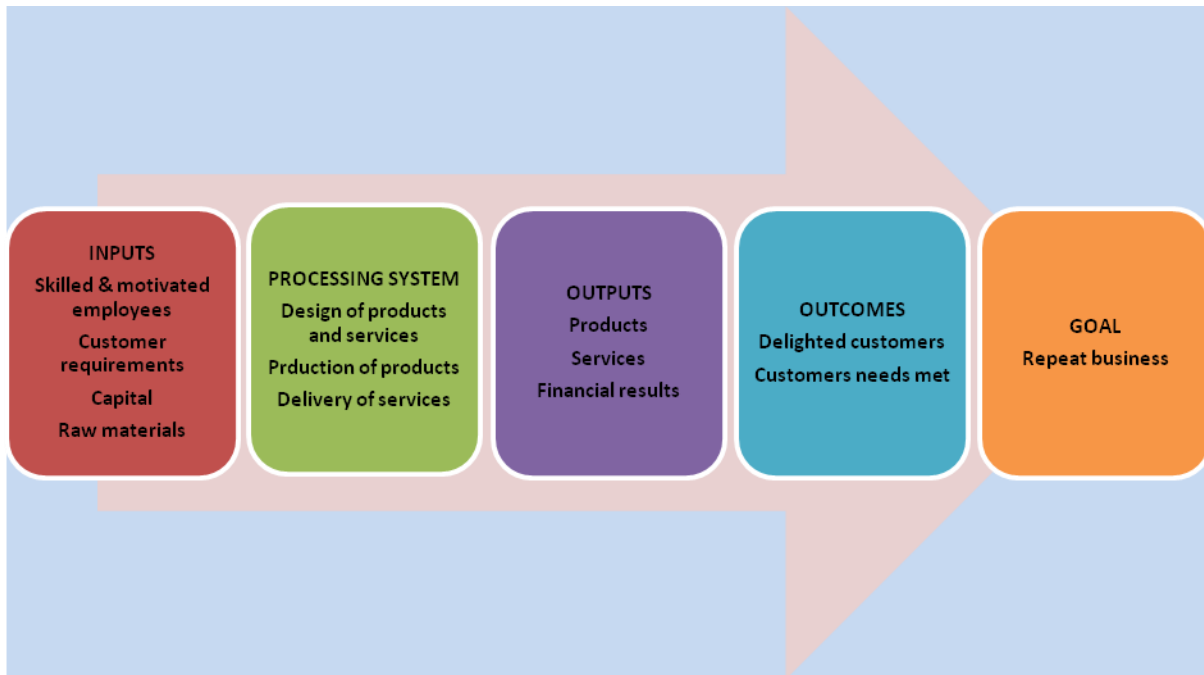 INPUTS
Skilled & motivated
employees
Customer
requirements
Capital
Raw materials
PROCESSING SYSTEM
Design of products
and services
Prduction of products
Delivery of services
OUTPUTS
Products
Services
Financial results
OUTCOMES
Delighted customers
Customers needs met
GOAL
Repeat business